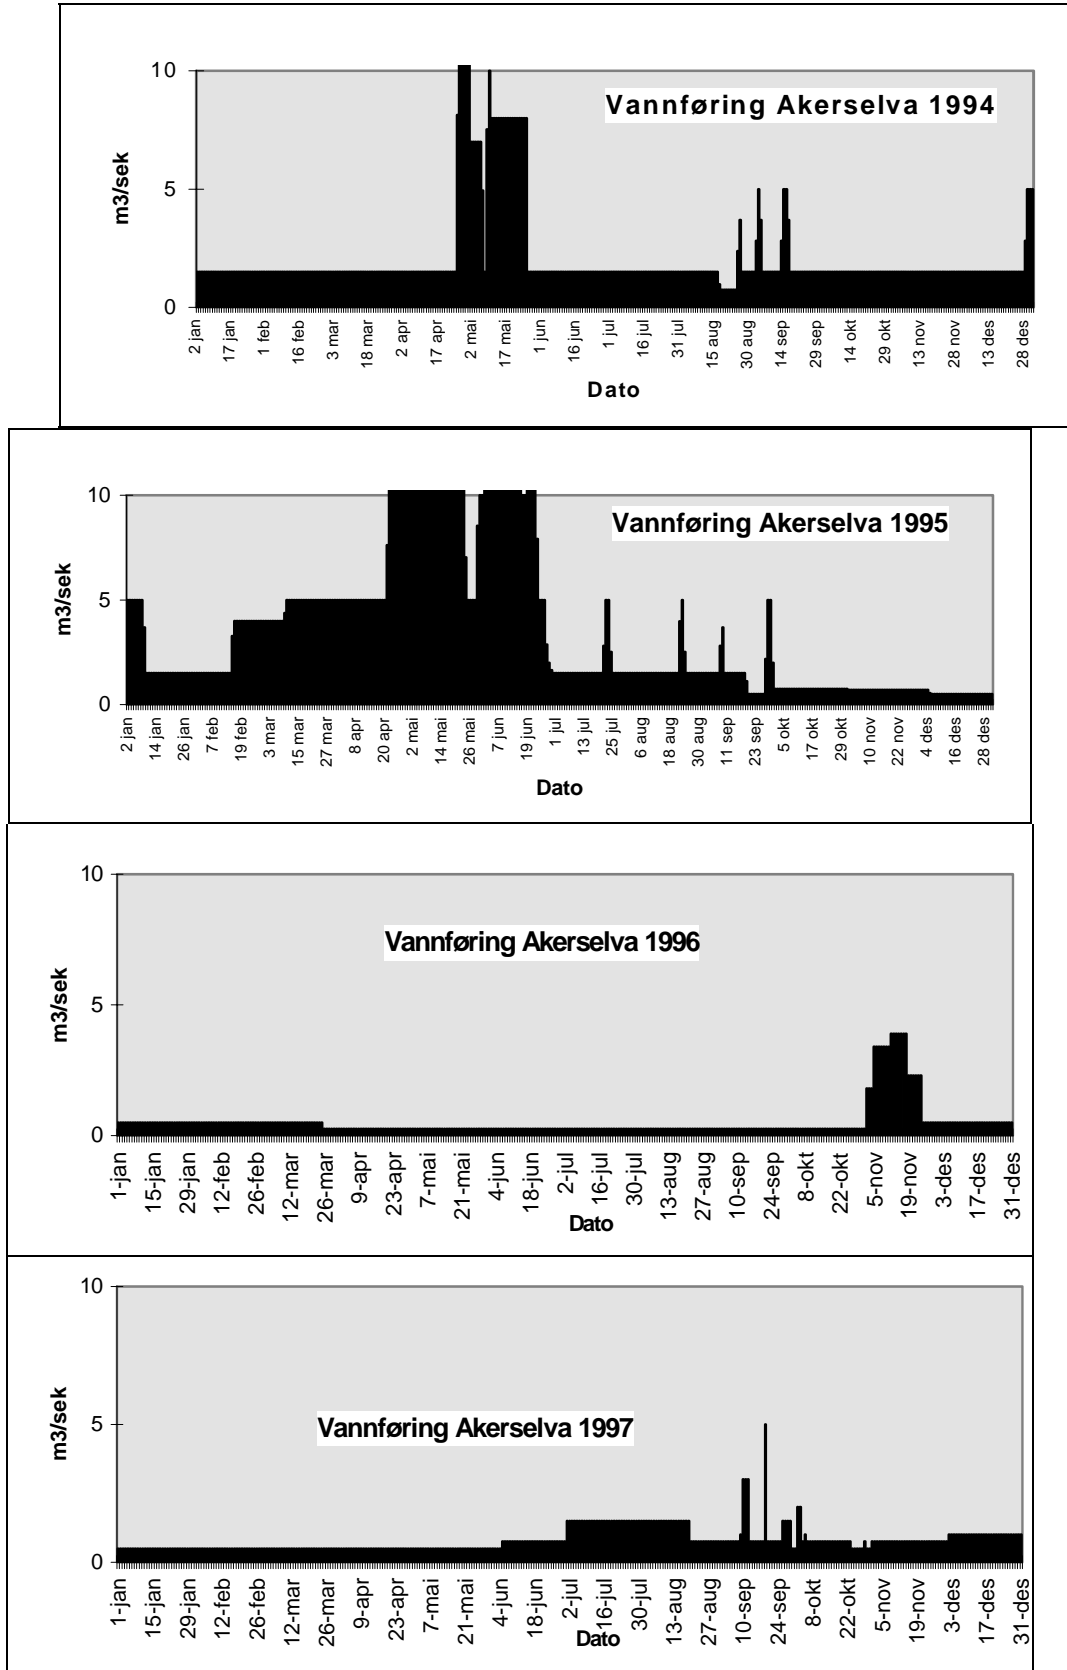 Vannføring Akerselva 1994
10
5
0
m3/sek
2 jan 17 jan 1 feb 16 feb 3 mar 18 mar 2 apr 17 apr 2 mai 17 mai 1 jun 16 jun 1 jul 16 jul 31 jul 15 aug 30 aug 14 sep 29 sep 14 okt 29 okt 13 nov 28 nov 13 des 28 des
Dato
Vannføring Akerselva 1995
10
5
0
m3/sek
2 jan 14 jan 26 jan 7 feb 19 feb 3 mar 15 mar 27 mar 8 apr 20 apr 2 mai 14 mai 26 mai 7 jun 19 jun 1 jul 13 jul 25 jul 6 aug 18 aug 30 aug 11 sep 23 sep 5 okt 17 okt 29 okt 10 nov 22 nov 4 des 16 des 28 des
Dato
Vannføring Akerselva 1996
10
5
0
m3/sek
1-jan 15-jan 29-jan 12-feb 26-feb 12-mar 26-mar 9-apr 23-apr 7-mai 21-mai 4-jun 18-jun 2-jul 16-jul 30-jul 13-aug 27-aug 10-sep 24-sep 8-okt 22-okt 5-nov 19-nov 3-des 17-des 31-des
Dato
Vannføring Akerselva 1997
10
5
0
m3/sek
1-jan 15-jan 29-jan 12-feb 26-feb 12-mar 26-mar 9-apr 23-apr 7-mai 21-mai 4-jun 18-jun 2-jul 16-jul 30-jul 13-aug 27-aug 10-sep 24-sep 8-okt 22-okt 5-nov 19-nov 3-des 17-des 31-des
Dato